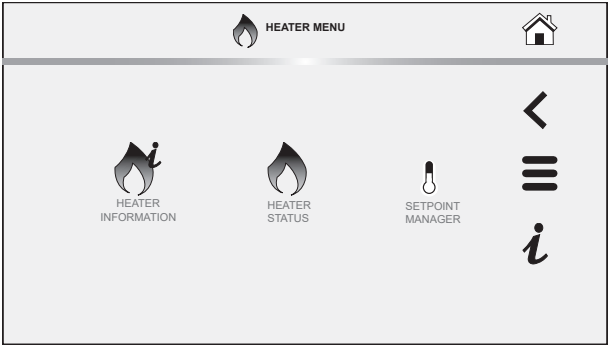 HEATER MENU
HEATER
INFORMATION
HEATER
STATUS
SETPOINT
MANAGER